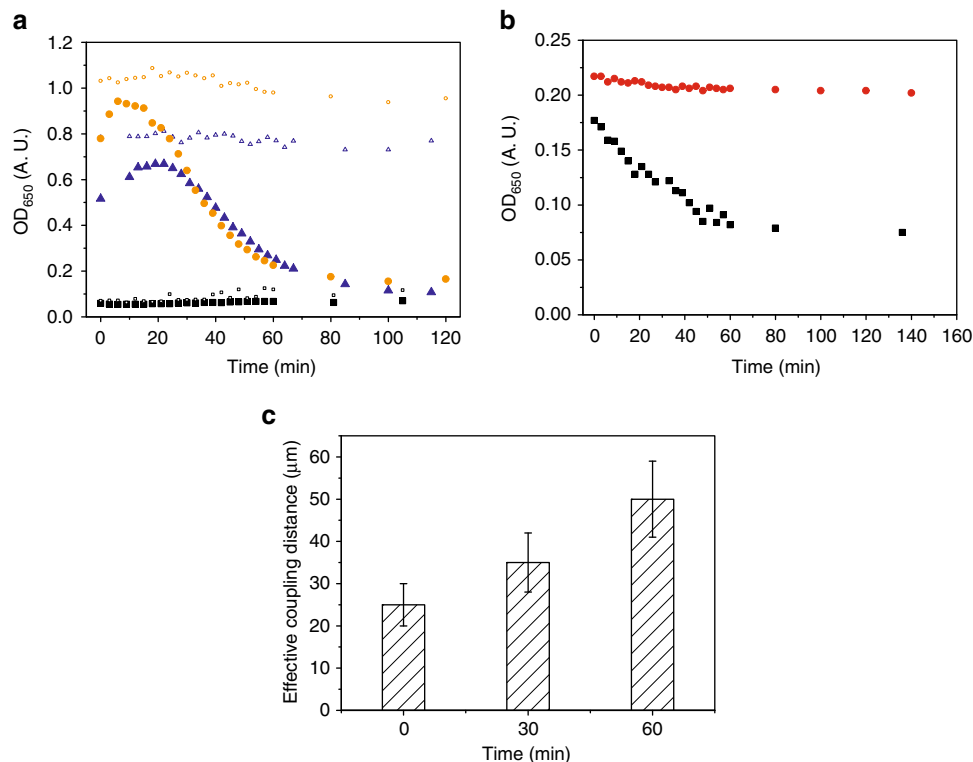 a
OD650 (A. U.)
1.2
1.0
0.8
0.6
0.4
0.2
0.0
0 20 40 60 80 100 120
Time (min)
b
OD650 (A. U.)
0.25
0.20
0.15
0.10
0.05
0.00
0 20 40 60 80 100 120 140 160
Time (min)
c
Effective coupling distance (μm)
60
50
40
30
20
10
0
0 30 60
Time (min)